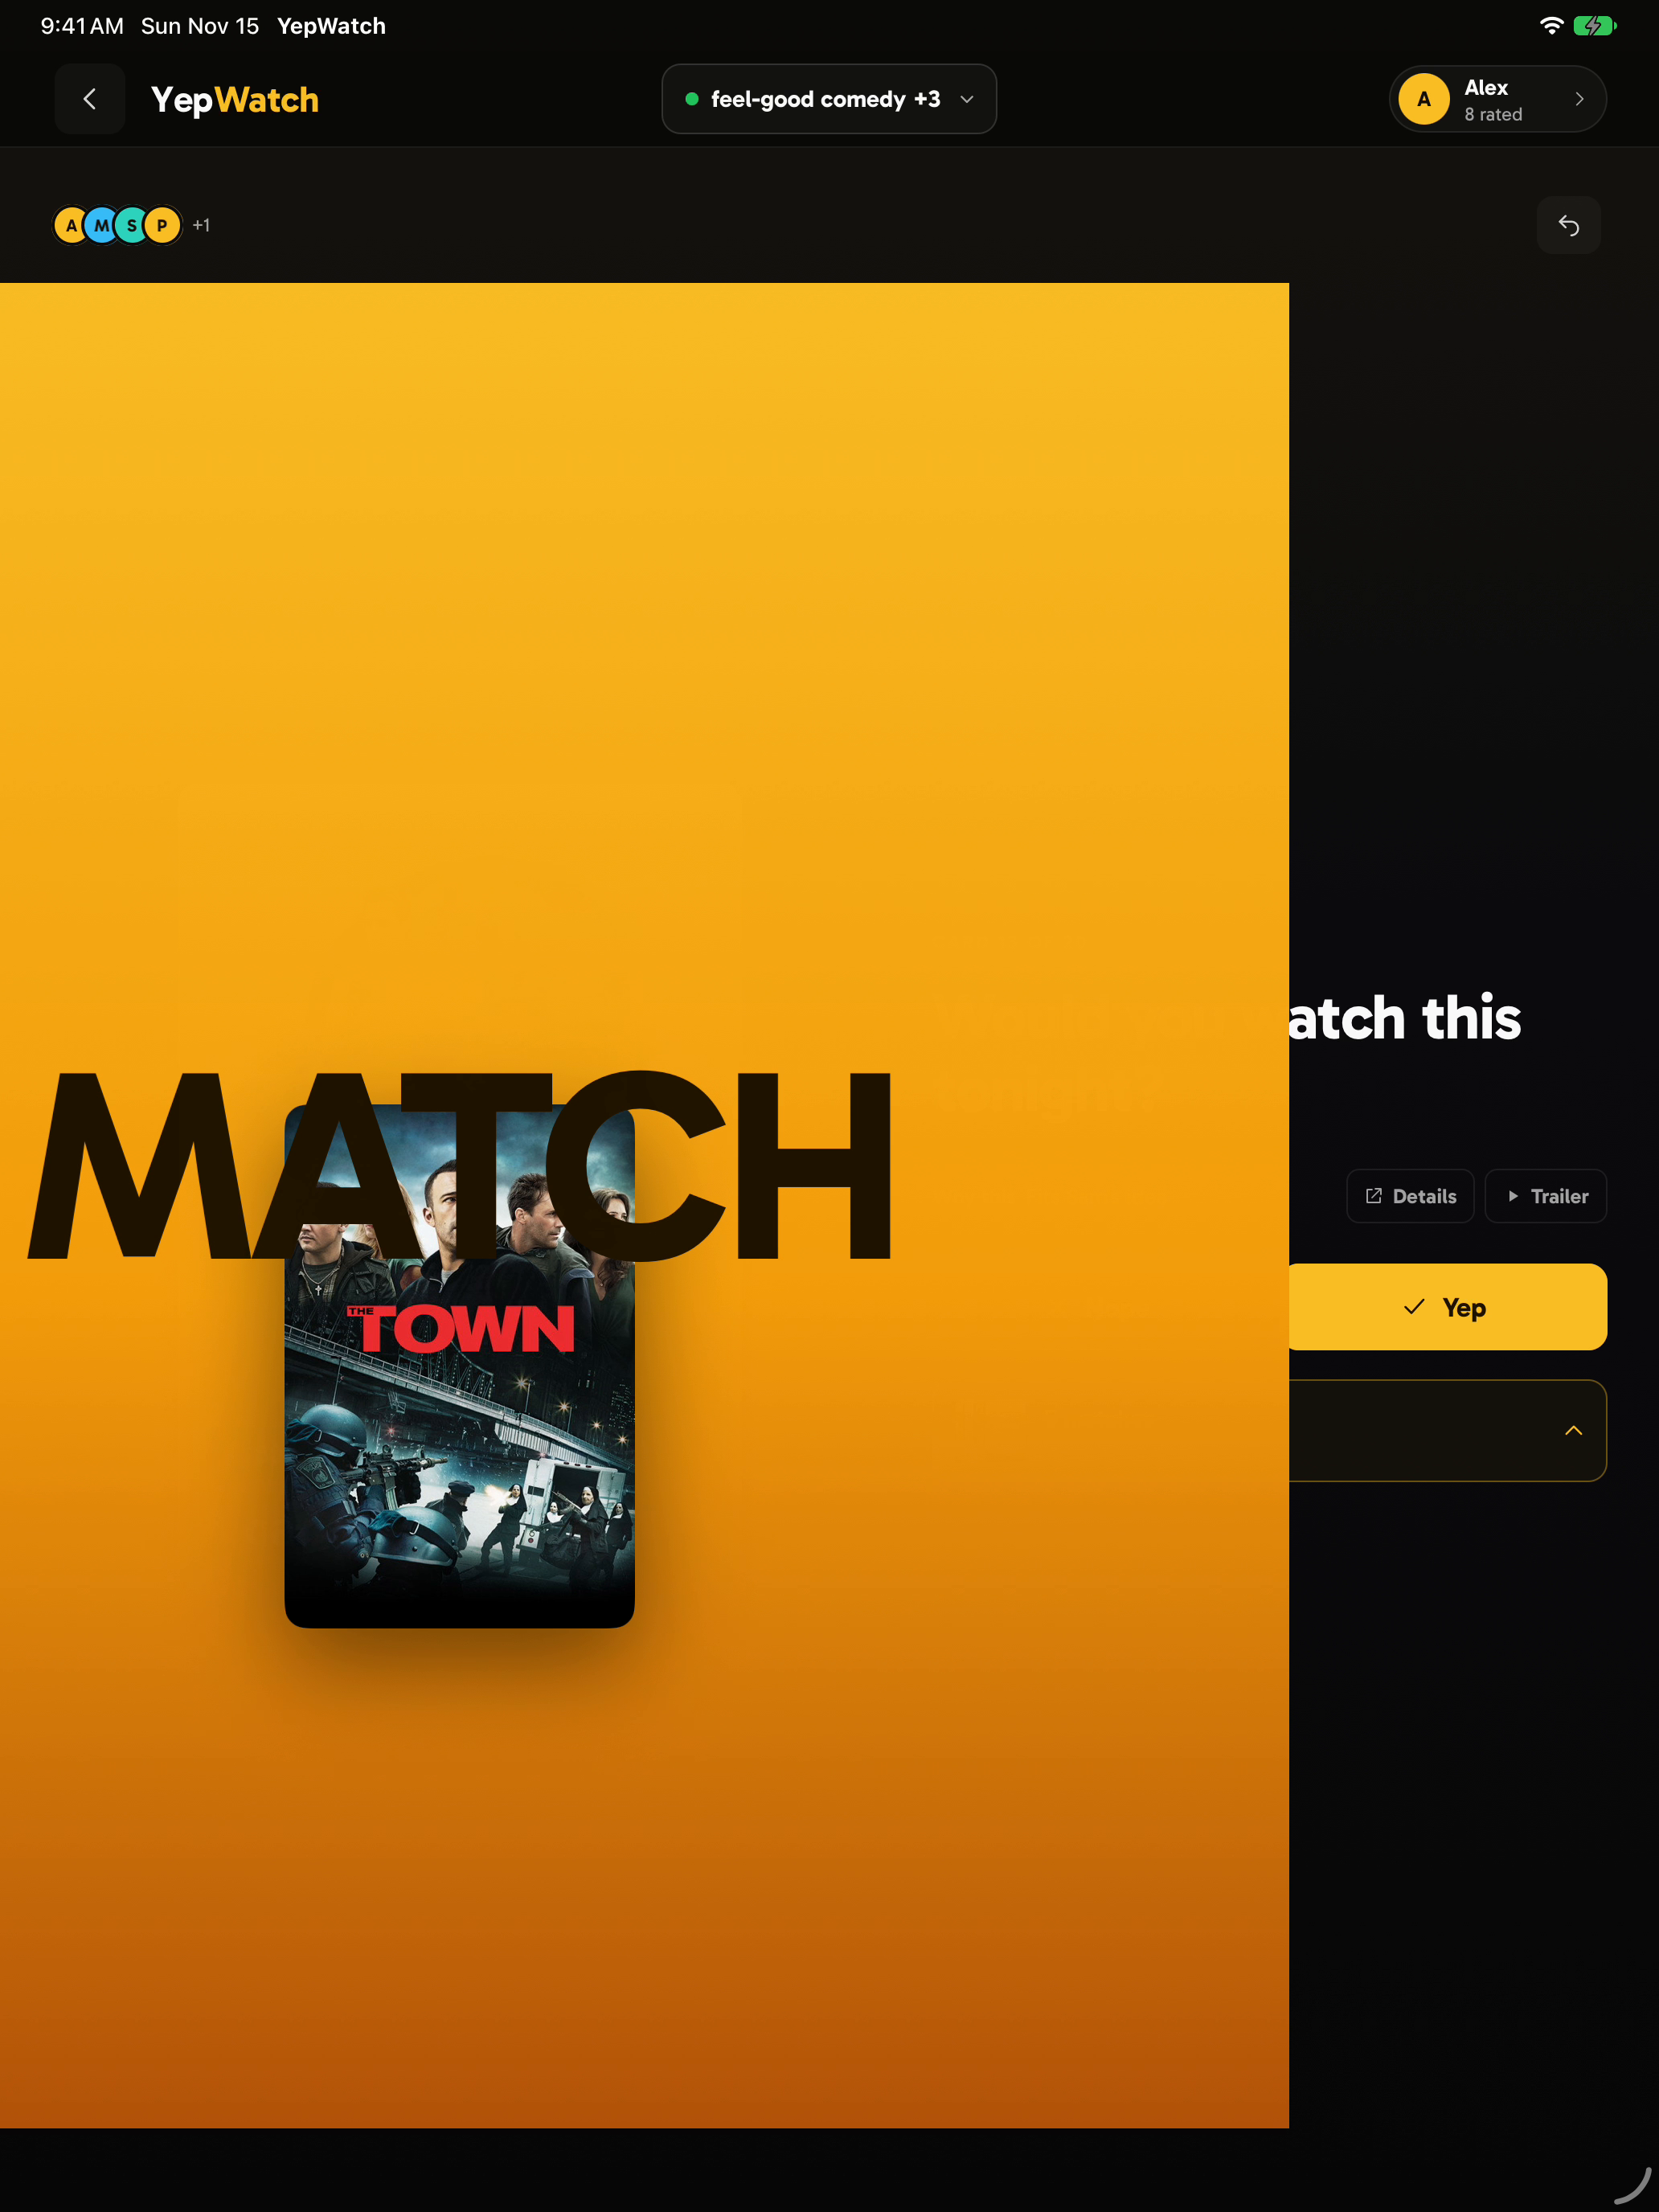 9:41 AM Sun Nov 15 YepWatch
YepWatch
feel-good comedy +3
A
Alex
8 rated
A M S P +1
atch this
MATCH
THE TOWN
Details
Trailer
Yep